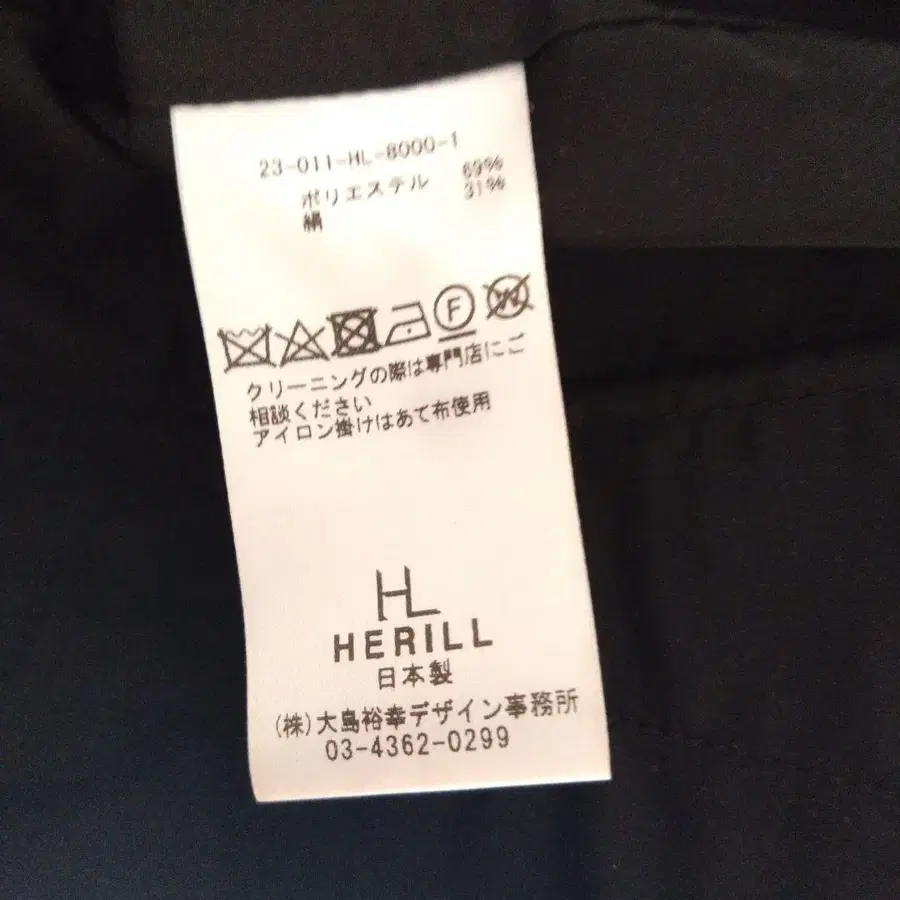 23-011-HL-8000-1
ポリエステル 69%
絹 31%
F
W
クリーニングの際は専門店にご
相談ください
アイロン掛けはあて布使用
HL
HERILL
日本製
(株)大島裕幸デザイン事務所
03-4362-0299